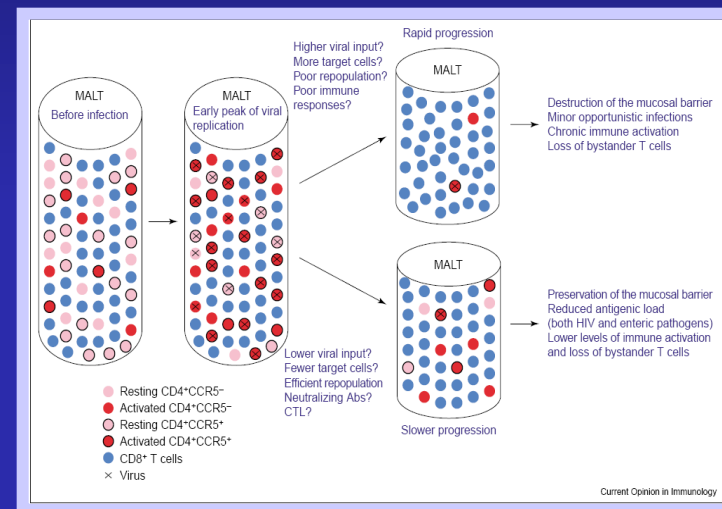 MALT
Before infection
MALT
Early peak of viral
replication
Higher viral input?
More target cells?
Poor repopulation?
Poor immune
responses?
Rapid progression
MALT
Destruction of the mucosal barrier
Minor opportunistic infections
Chronic immune activation
Loss of bystander T cells
Lower viral input?
Fewer target cells?
Efficient repopulation
Neutralizing Abs?
CTL?
MALT
Slower progression
Preservation of the mucosal barrier
Reduced antigenic load
(both HIV and enteric pathogens)
Lower levels of immune activation
and loss of bystander T cells
Resting CD4⁺CCR5⁻
Activated CD4⁺CCR5⁻
Resting CD4⁺CCR5⁺
Activated CD4⁺CCR5⁺
CD8⁺ T cells
× Virus
Current Opinion in Immunology